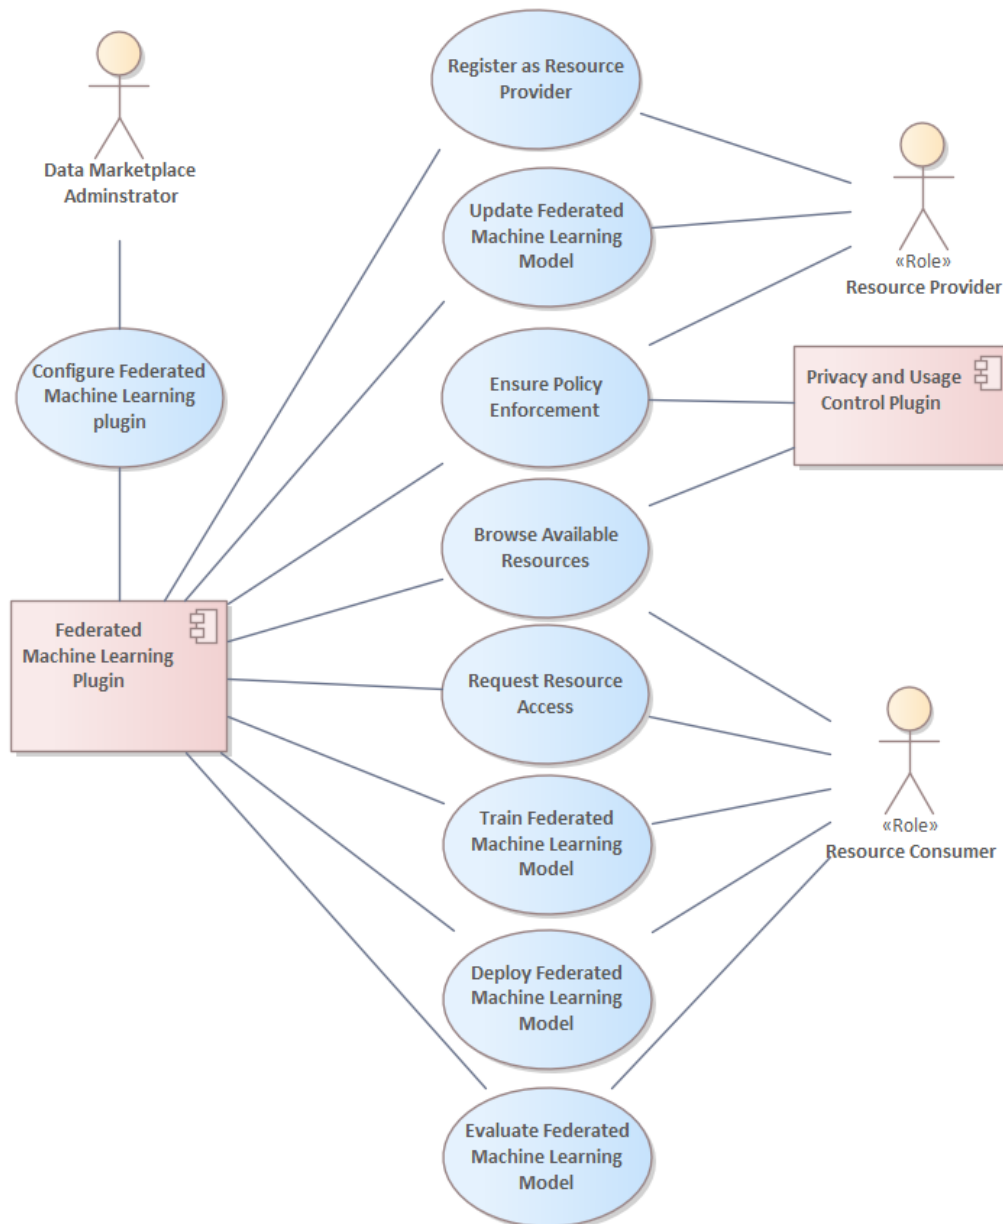 Data Marketplace
Adminstrator
Register as Resource
Provider
Update Federated
Machine Learning
Model
«Role»
Resource Provider
Configure Federated
Machine Learning
plugin
Ensure Policy
Enforcement
Privacy and Usage
Control Plugin
Browse Available
Resources
Federated
Machine Learning
Plugin
Request Resource
Access
Train Federated
Machine Learning
Model
«Role»
Resource Consumer
Deploy Federated
Machine Learning
Model
Evaluate Federated
Machine Learning
Model